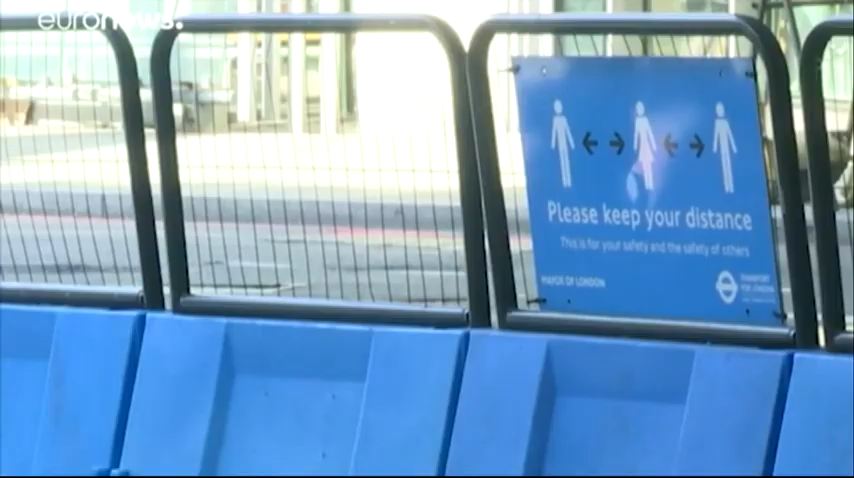 euronews.
Please keep your distance
This is for your safety and the safety of others
MAYOR OF LONDON
TRANSPORT
FOR LONDON